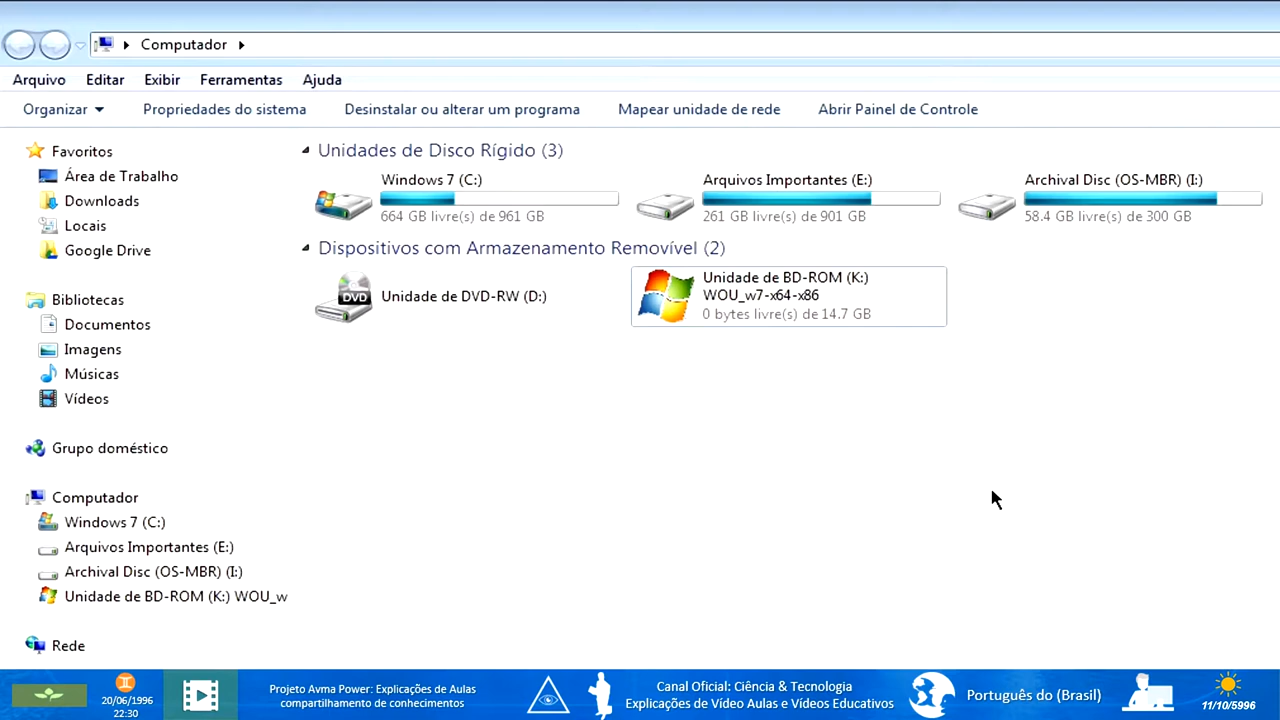 Computador
Arquivo Editar Exibir Ferramentas Ajuda
Organizar Propriedades do sistema Desinstalar ou alterar um programa Mapear unidade de rede Abrir Painel de Controle
Favoritos
Área de Trabalho
Downloads
Locais
Google Drive
Bibliotecas
Documentos
Imagens
Músicas
Vídeos
Grupo doméstico
Computador
Windows 7 (C:)
Arquivos Importantes (E:)
Archival Disc (OS-MBR) (I:)
Unidade de BD-ROM (K:) WOU_w
Rede
Unidades de Disco Rígido (3)
Windows 7 (C:)
664 GB livre(s) de 961 GB
Arquivos Importantes (E:)
261 GB livre(s) de 901 GB
Archival Disc (OS-MBR) (I:)
58.4 GB livre(s) de 300 GB
Dispositivos com Armazenamento Removível (2)
DVD
Unidade de DVD-RW (D:)
Unidade de BD-ROM (K:)
WOU_w7-x64-x86
0 bytes livre(s) de 14.7 GB
20/06/1996
22:30
Projeto Avma Power: Explicações de Aulas
compartilhamento de conhecimentos
Canal Oficial: Ciência & Tecnologia
Explicações de Vídeo Aulas e Vídeos Educativos
Português do (Brasil)
11/10/5996